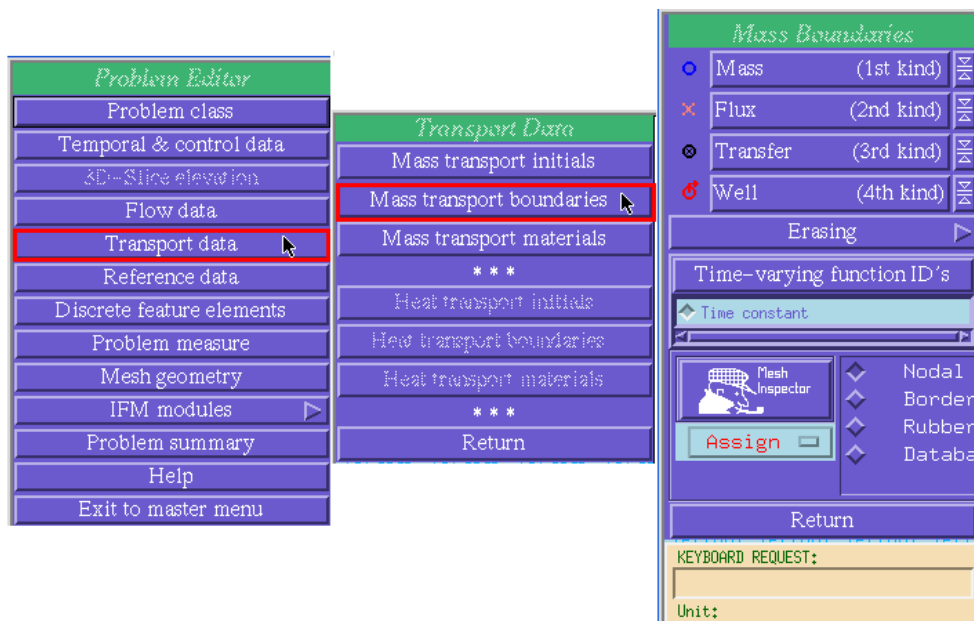 Problem Editor
Problem class
Temporal & control data
3D-Slice elevation
Flow data
Transport data
Reference data
Discrete feature elements
Problem measure
Mesh geometry
IFM modules
Problem summary
Help
Exit to master menu
Transport Data
Mass transport initials
Mass transport boundaries
Mass transport materials
* * *
Heat transport initials
Heat transport boundaries
Heat transport materials
* * *
Return
Mass Boundaries
Mass (1st kind)
Flux (2nd kind)
Transfer (3rd kind)
Well (4th kind)
Erasing
Time-varying function ID's
Time constant
Mesh
Inspector
Assign
Nodal
Border
Rubber
Databa
Return
KEYBOARD REQUEST:
Unit: